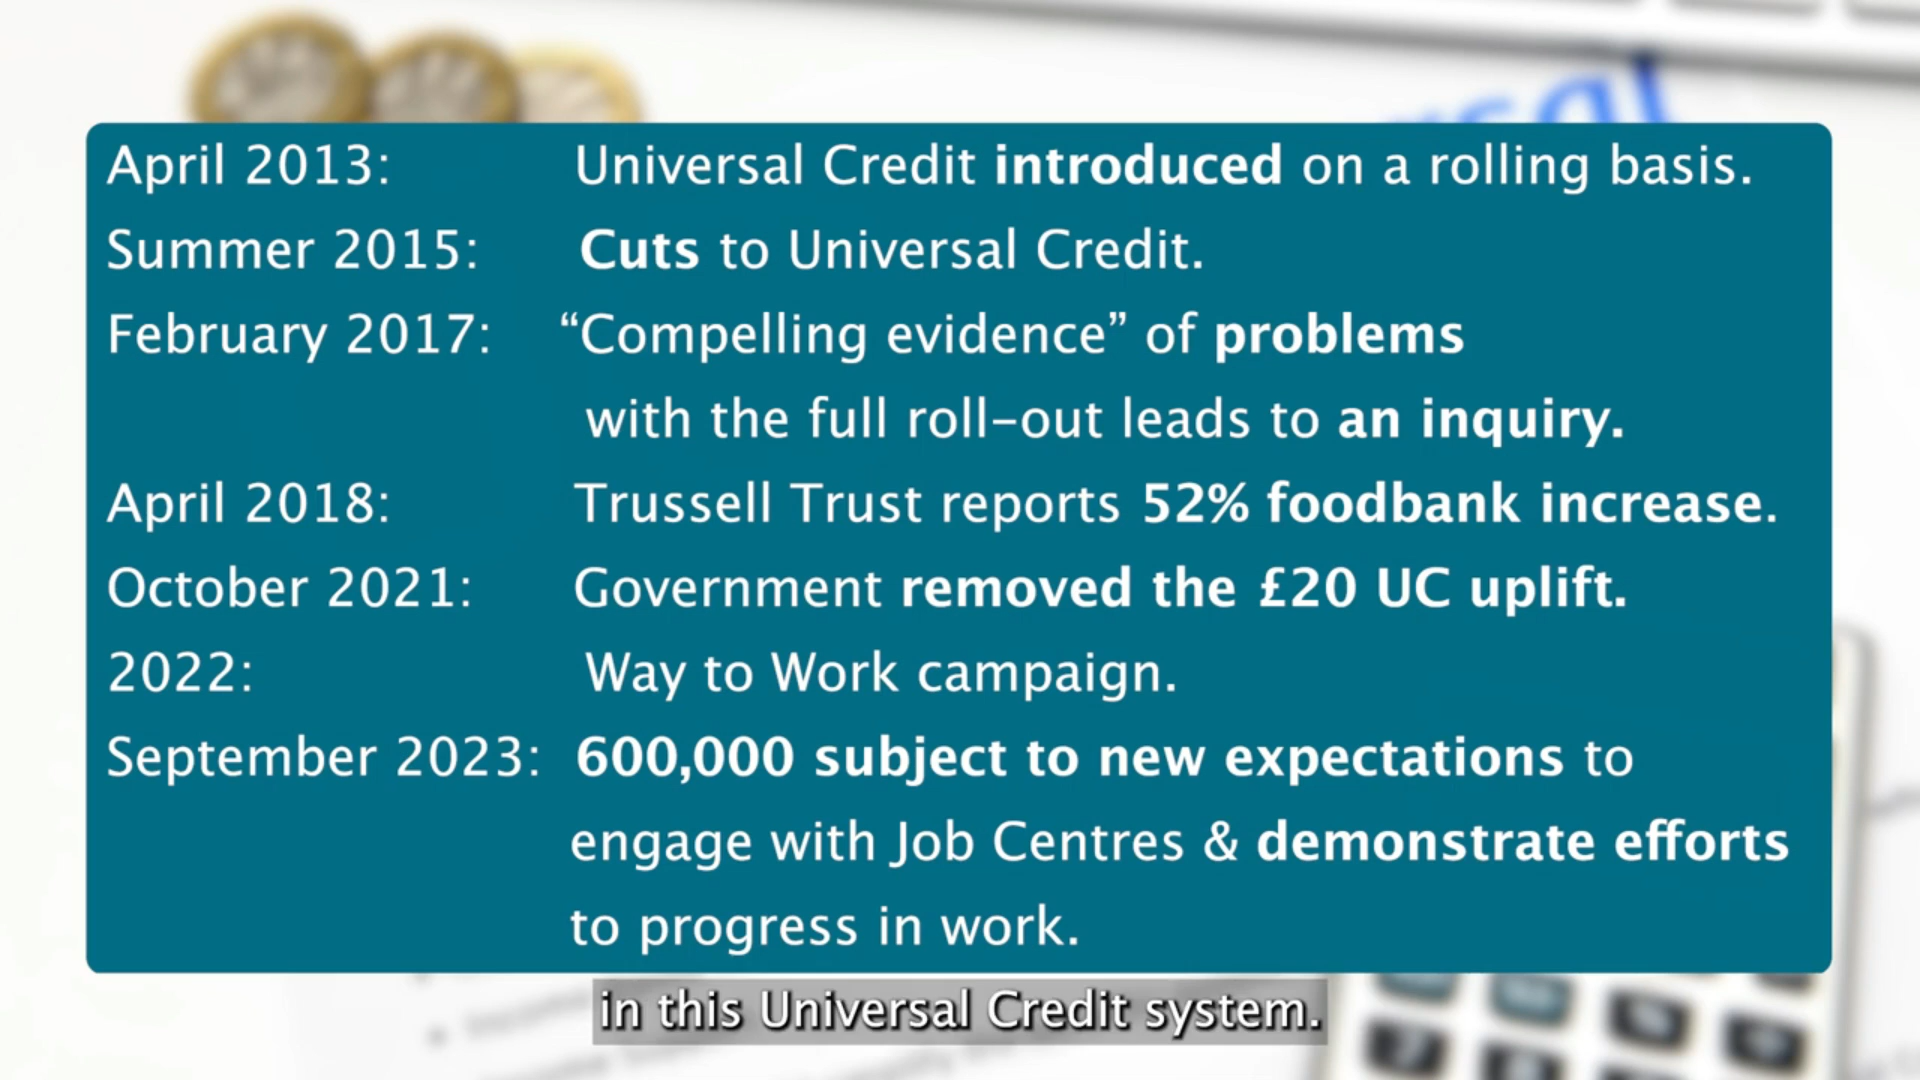 rsal
April 2013: Universal Credit introduced on a rolling basis.
Summer 2015: Cuts to Universal Credit.
February 2017: “Compelling evidence” of problems
with the full roll–out leads to an inquiry.
April 2018: Trussell Trust reports 52% foodbank increase.
October 2021: Government removed the £20 UC uplift.
2022: Way to Work campaign.
September 2023: 600,000 subject to new expectations to
engage with Job Centres & demonstrate efforts
to progress in work.
in this Universal Credit system.